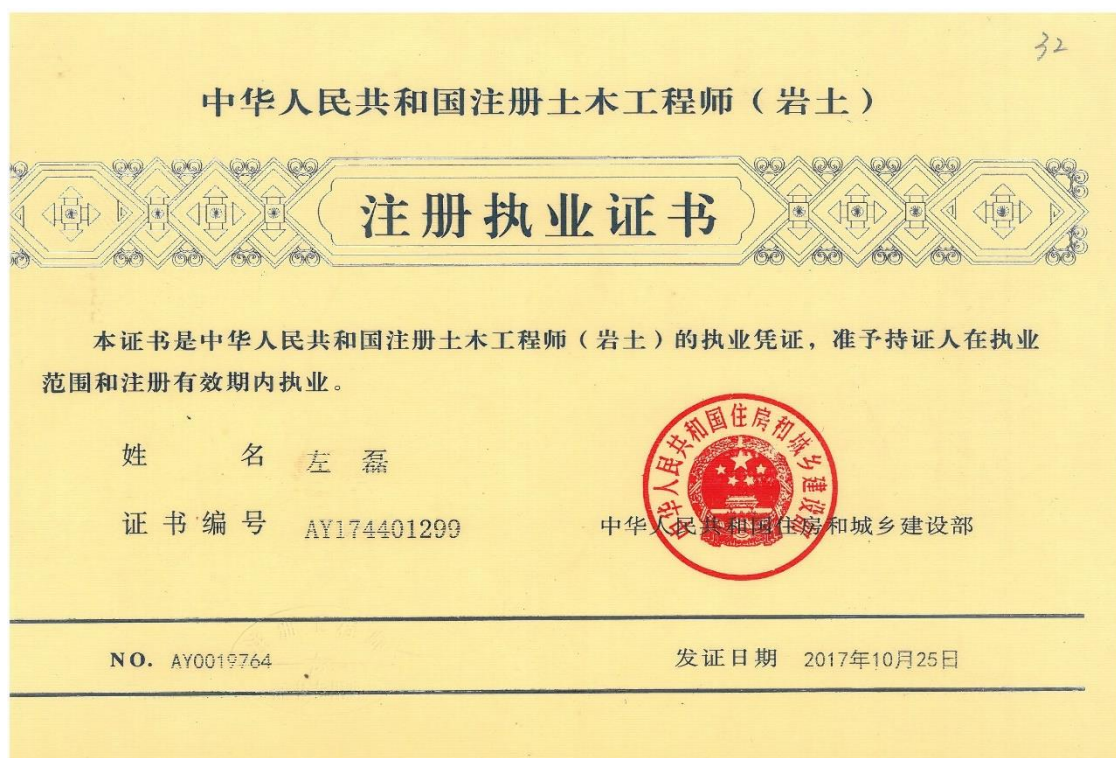 32
中华人民共和国注册土木工程师（岩土）
注册执业证书
本证书是中华人民共和国注册土木工程师（岩土）的执业凭证，准予持证人在执业
范围和注册有效期内执业。
姓 名 左 磊
证书编号 AY174401299
中华人民共和国住房和城乡建设部
中华人民共和国住房和城乡建设部
NO. AY0019764
发证日期 2017年10月25日